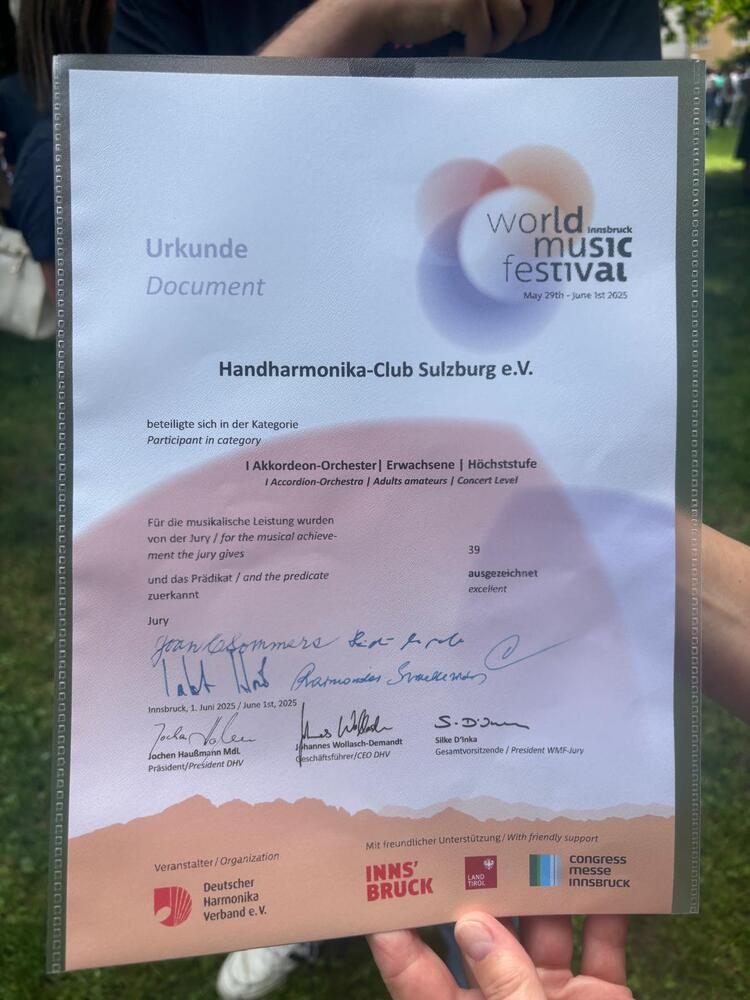 Urkunde
Document
world innsbruck
music
festival
May 29th - June 1st 2025
Handharmonika-Club Sulzburg e.V.
beteiligte sich in der Kategorie
Participant in category
I Akkordeon-Orchester| Erwachsene | Höchststufe
I Accordion-Orchestra | Adults amateurs | Concert Level
Für die musikalische Leistung wurden
von der Jury / for the musical achieve-
ment the jury gives
39
und das Prädikat / and the predicate
zuerkannt
ausgezeichnet
excellent
Jury
Joan C Sommers
Raimondas Sviackevičius
Innsbruck, 1. Juni 2025 / June 1st, 2025
S. D'Inka
Jochen Haußmann MdL
Präsident/President DHV
Johannes Wollasch-Demandt
Geschäftsführer/CEO DHV
Silke D'Inka
Gesamtvorsitzende / President WMF-Jury
Veranstalter / Organization
Deutscher
Harmonika
Verband e.V.
Mit freundlicher Unterstützung / With friendly support
INNS'
BRUCK
LAND
TIROL
congress
messe
innsbruck